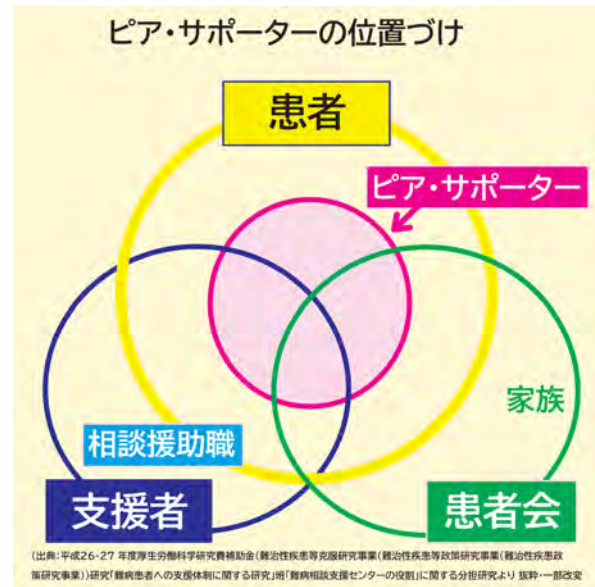 ピア・サポーターの位置づけ
患者
ピア・サポーター
家族
相談援助職
支援者
患者会
(出典:平成26-27 年度厚生労働科学研究費補助金(難治性疾患等克服研究事業(難治性疾患等政策研究事業(難治性疾患政
策研究事業))研究「難病患者への支援体制に関する研究」班「難病相談支援センターの役割」に関する分担研究より 抜粋・一部改変